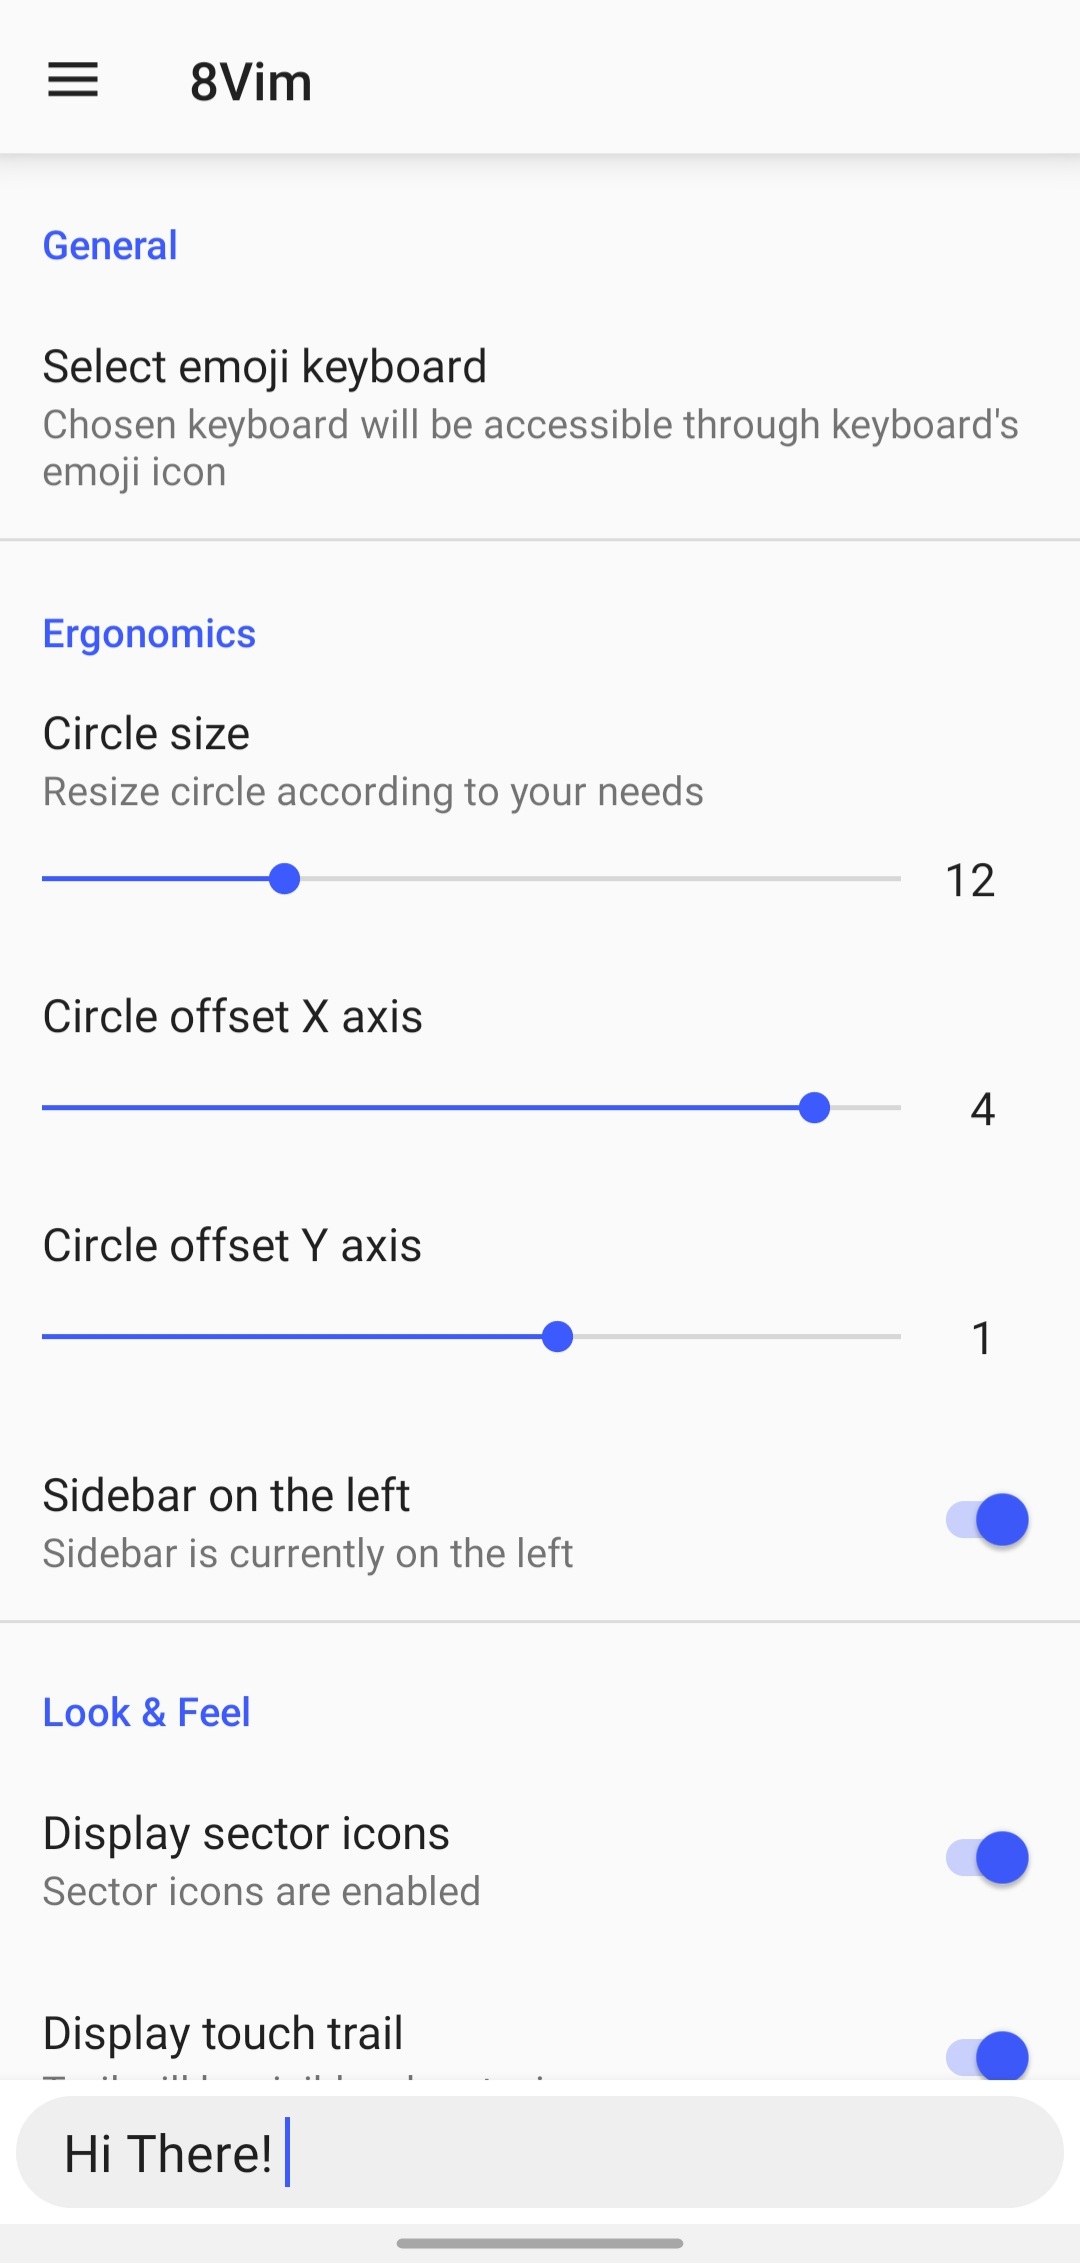 8Vim
General
Select emoji keyboard
Chosen keyboard will be accessible through keyboard's
emoji icon
Ergonomics
Circle size
Resize circle according to your needs
12
Circle offset X axis
4
Circle offset Y axis
1
Sidebar on the left
Sidebar is currently on the left
Look & Feel
Display sector icons
Sector icons are enabled
Display touch trail
Hi There!